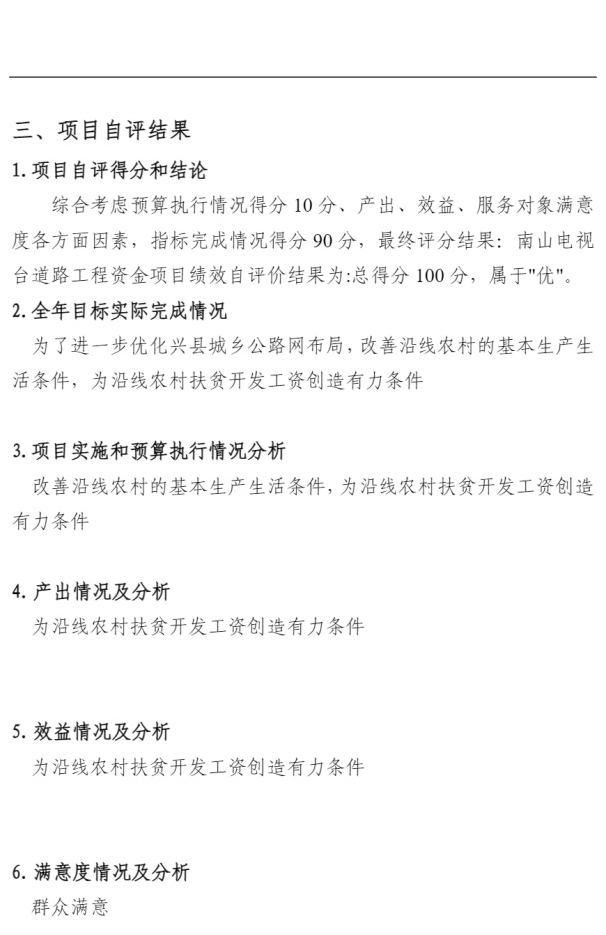 三、项目自评结果
1. 项目自评得分和结论
综合考虑预算执行情况得分 10 分、产出、效益、服务对象满意
度各方面因素，指标完成情况得分 90 分，最终评分结果：南山电视
台道路工程资金项目绩效自评价结果为:总得分 100 分，属于"优"。
2. 全年目标实际完成情况
为了进一步优化兴县城乡公路网布局，改善沿线农村的基本生产生
活条件，为沿线农村扶贫开发工资创造有力条件
3. 项目实施和预算执行情况分析
改善沿线农村的基本生产生活条件，为沿线农村扶贫开发工资创造
有力条件
4. 产出情况及分析
为沿线农村扶贫开发工资创造有力条件
5. 效益情况及分析
为沿线农村扶贫开发工资创造有力条件
6. 满意度情况及分析
群众满意